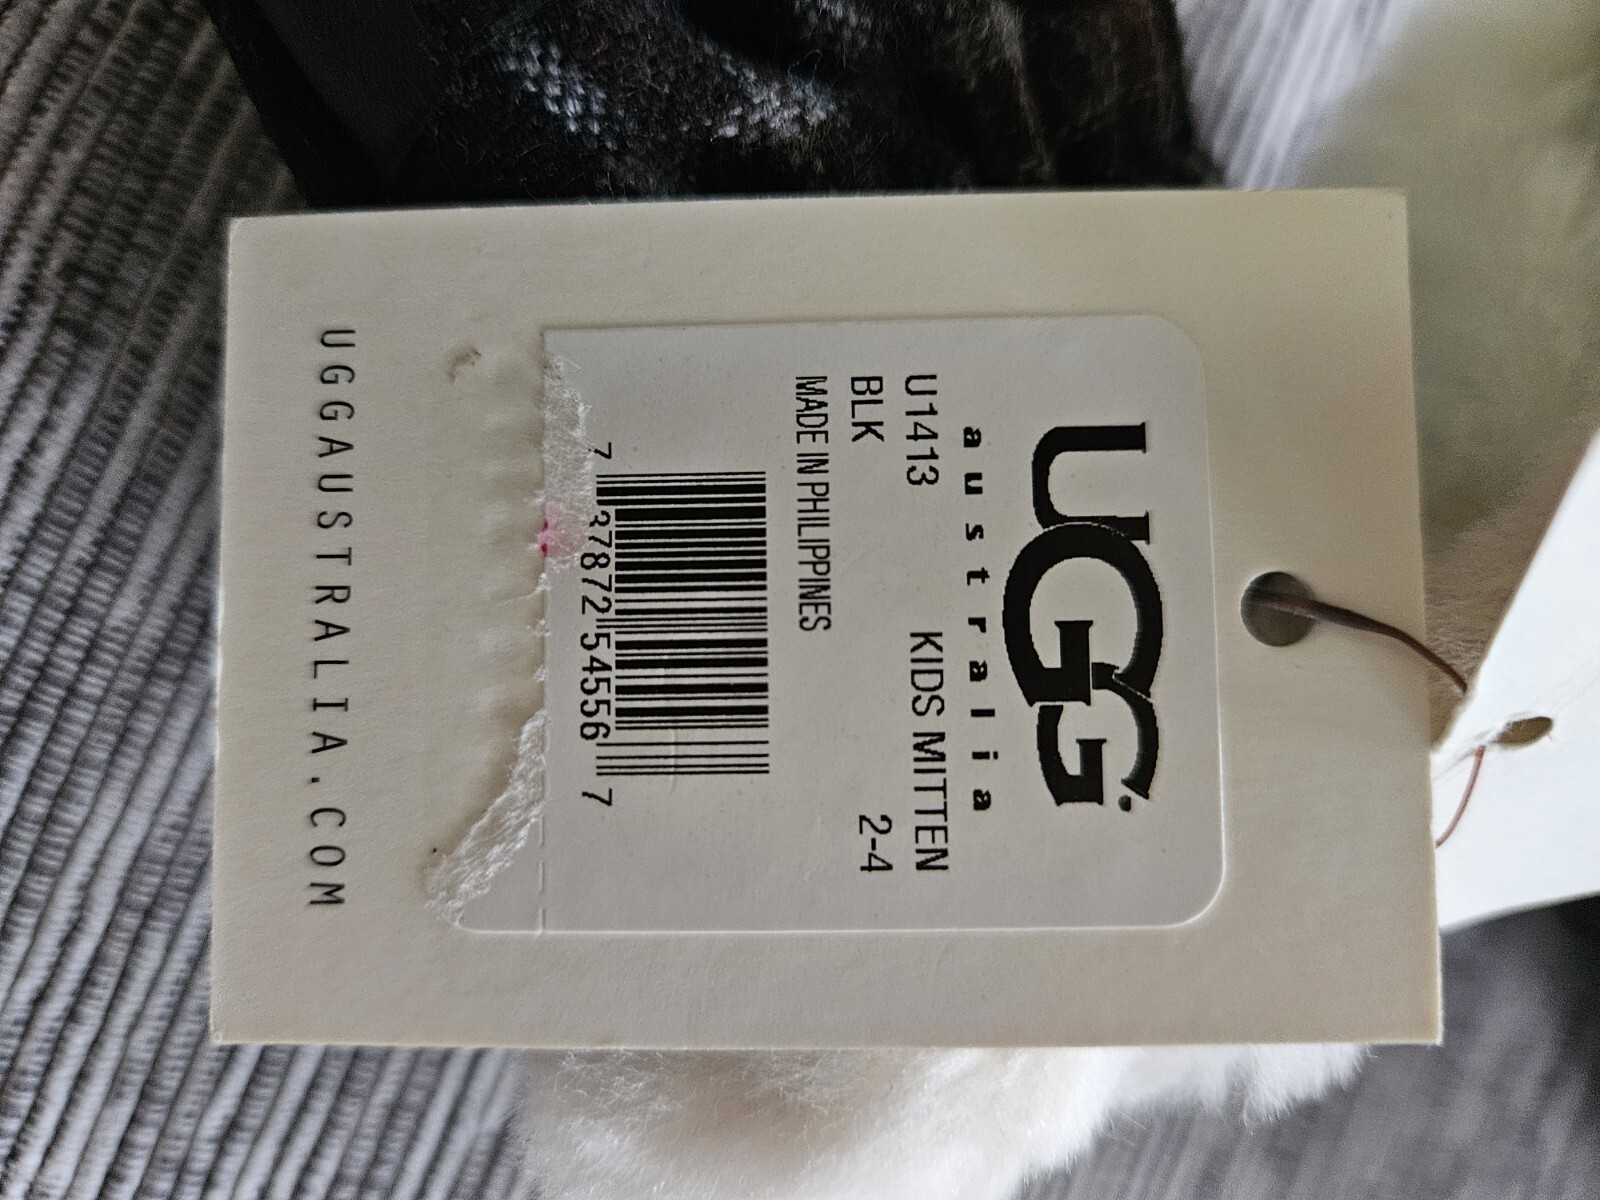 UGG
australia
U1413 KIDS MITTEN
BLK 2-4
MADE IN PHILIPPINES
7 37872 54556 7
UGGAUSTRALIA.COM